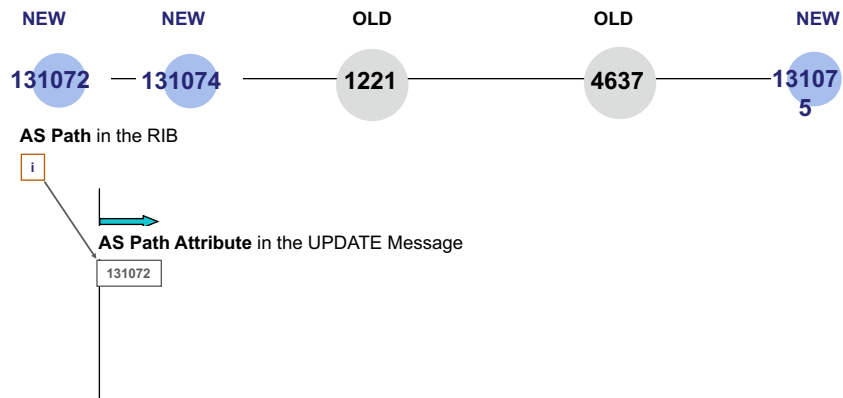 NEW NEW OLD OLD NEW
131072 131074 1221 4637 13107
5
AS Path in the RIB
i
AS Path Attribute in the UPDATE Message
131072